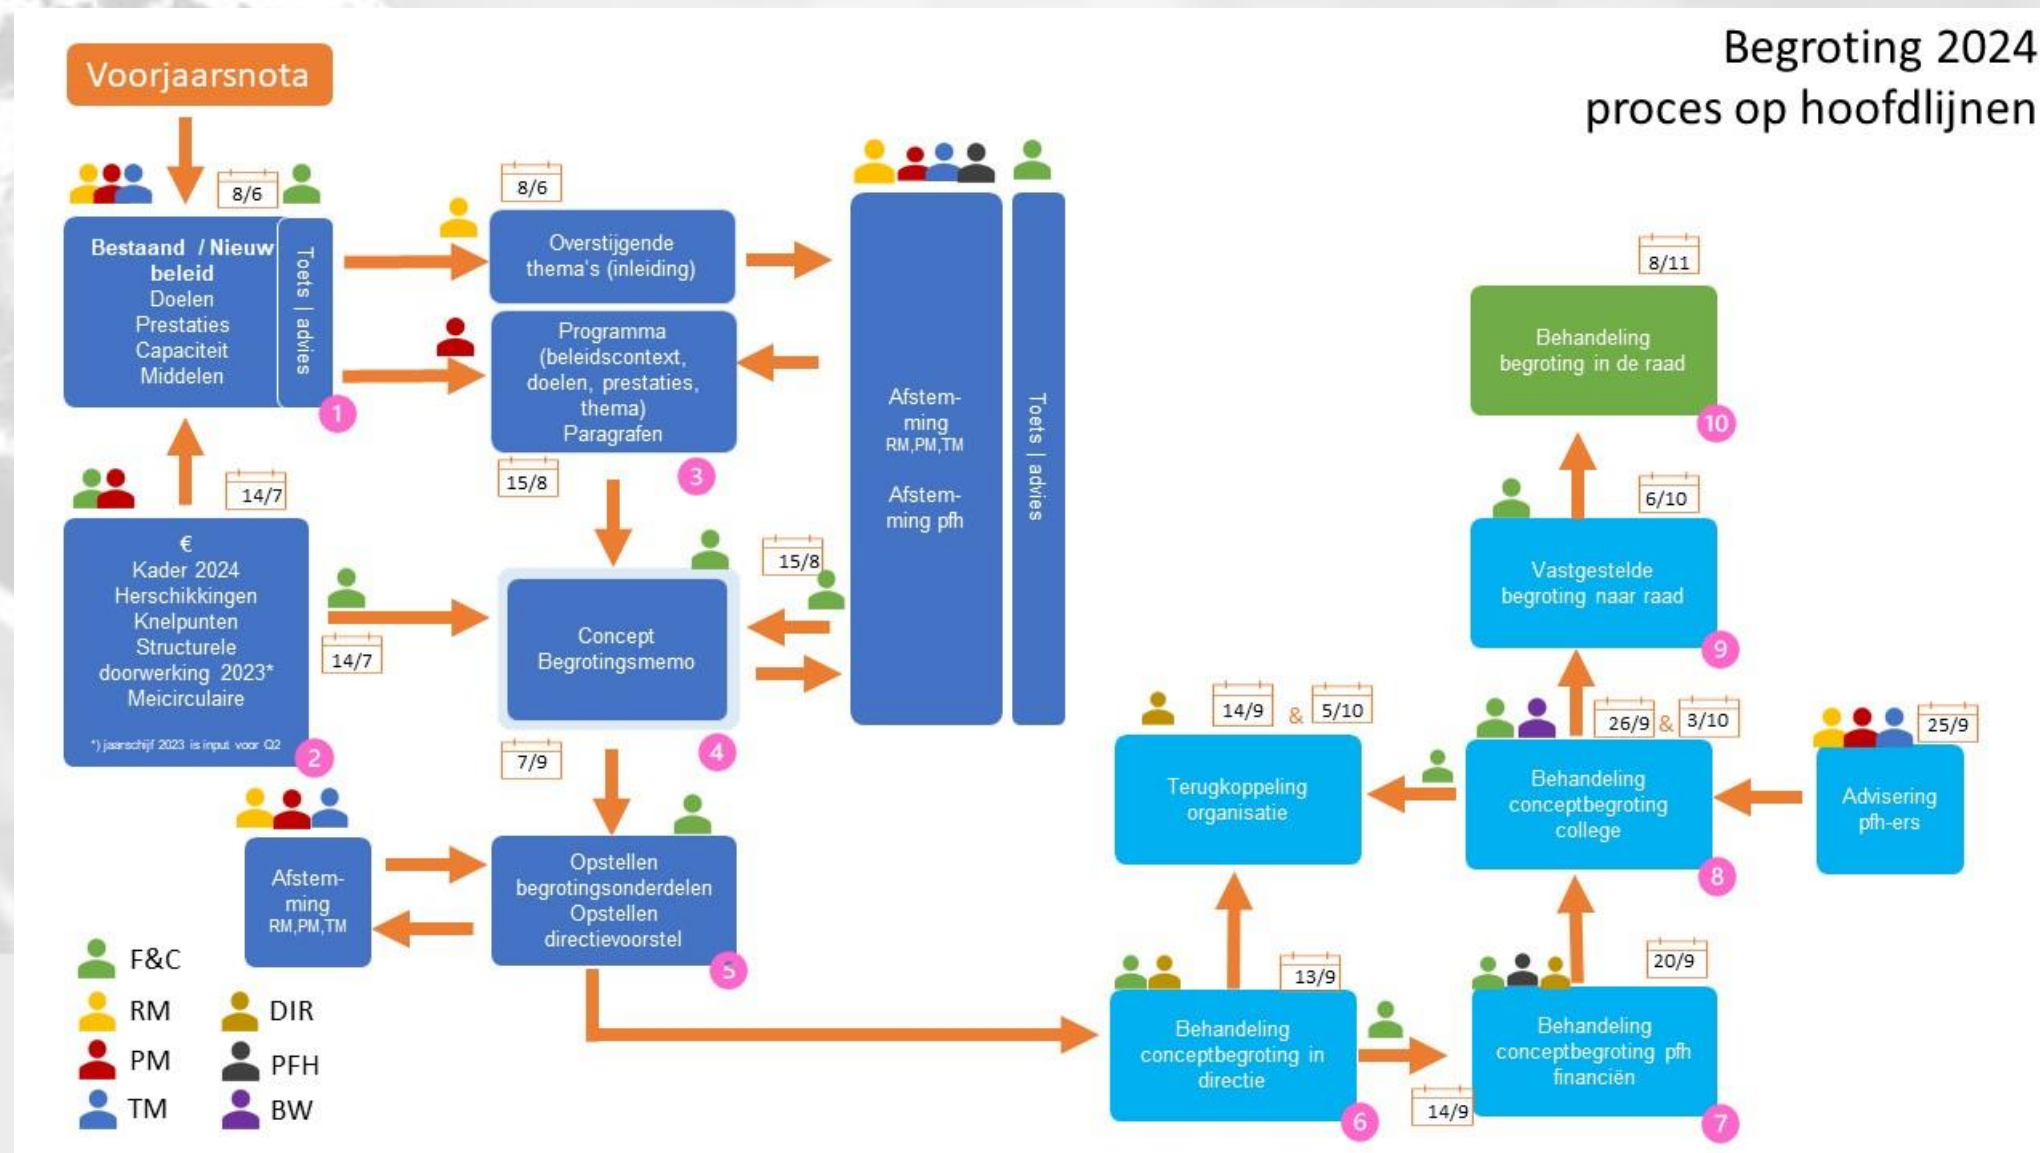 Begroting 2024
proces op hoofdlijnen
Voorjaarsnota
8/6
Bestaand / Nieuw
beleid
Doelen
Prestaties
Capaciteit
Middelen
Toets | advies
1
14/7
€
Kader 2024
Herschikkingen
Knelpunten
Structurele
doorwerking 2023*
Meicirculaire
*) jaarschijf 2023 is input voor Q2
2
14/7
8/6
Overstijgende
thema's (inleiding)
Programma
(beleidscontext,
doelen, prestaties,
thema)
Paragrafen
3
15/8
Concept
Begrotingsmemo
4
15/8
7/9
Afstem-
ming
RM,PM,TM
Afstem-
ming pfh
Toets | advies
Afstem-
ming
RM,PM,TM
Opstellen
begrotingsonderdelen
Opstellen
directievoorstel
5
13/9
Behandeling
conceptbegroting in
directie
6
14/9
20/9
Behandeling
conceptbegroting pfh
financiën
7
14/9 & 5/10
Terugkoppeling
organisatie
26/9 & 3/10
Behandeling
conceptbegroting
college
8
25/9
Advisering
pfh-ers
6/10
Vastgestelde
begroting naar raad
9
8/11
Behandeling
begroting in de raad
10
F&C
RM
PM
TM
DIR
PFH
BW